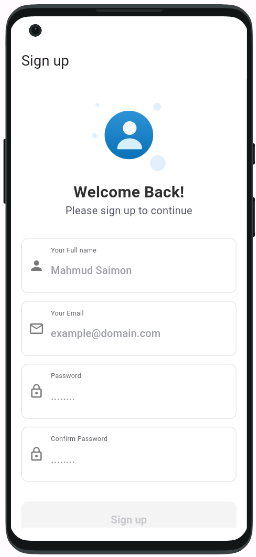 Sign up
Welcome Back!
Please sign up to continue
Your Full name
Mahmud Saimon
Your Email
example@domain.com
Password
........
Confirm Password
........
Sign up